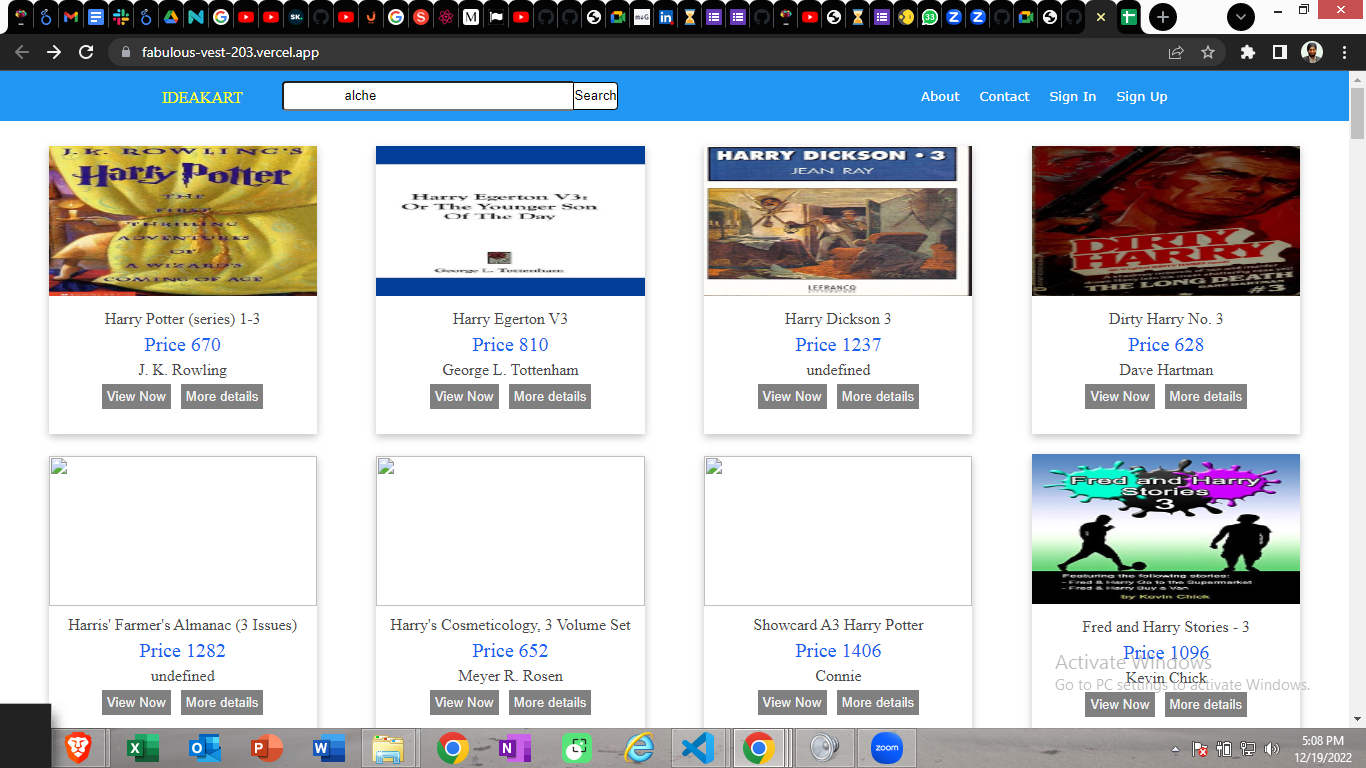 SK.
M
m+G
in
33
Z
Z
Z
fabulous-vest-203.vercel.app
IDEAKART
alche
Search
About
Contact
Sign In
Sign Up
J.K. ROWLING'S
Harry Potter
THE
FIRST
THRILLING
ADVENTURES
OF
A WIZARD'S
COMING OF AGE
Harry Egerton V3:
Or The Younger Son
Of The Day
George L. Tottenham
HARRY DICKSON • 3
JEAN RAY
LEFRANCQ
DIRTY
HARRY
THE LONG DEATH
#3
Harry Potter (series) 1-3
Price 670
J. K. Rowling
View Now
More details
Harry Egerton V3
Price 810
George L. Tottenham
View Now
More details
Harry Dickson 3
Price 1237
undefined
View Now
More details
Dirty Harry No. 3
Price 628
Dave Hartman
View Now
More details
Fred and Harry
Stories
3
Featuring the following stories:
- Fred & Harry Go to the Supermarket
- Fred & Harry Buy a Van
by Kevin Chick
Harris' Farmer's Almanac (3 Issues)
Price 1282
undefined
View Now
More details
Harry's Cosmeticology, 3 Volume Set
Price 652
Meyer R. Rosen
View Now
More details
Showcard A3 Harry Potter
Price 1406
Connie
View Now
More details
Fred and Harry Stories - 3
Price 1096
Kevin Chick
View Now
More details
Activate Windows
Go to PC settings to activate Windows.
zoom
5:08 PM
12/19/2022